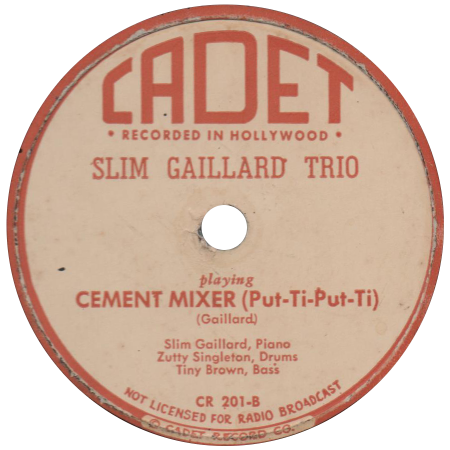 CADET
• RECORDED IN HOLLYWOOD •
SLIM GAILLARD TRIO
playing
CEMENT MIXER (Put-Ti-Put-Ti)
(Gaillard)
Slim Gaillard, Piano
Zutty Singleton, Drums
Tiny Brown, Bass
CR 201-B
NOT LICENSED FOR RADIO BROADCAST
© CADET RECORD CO.